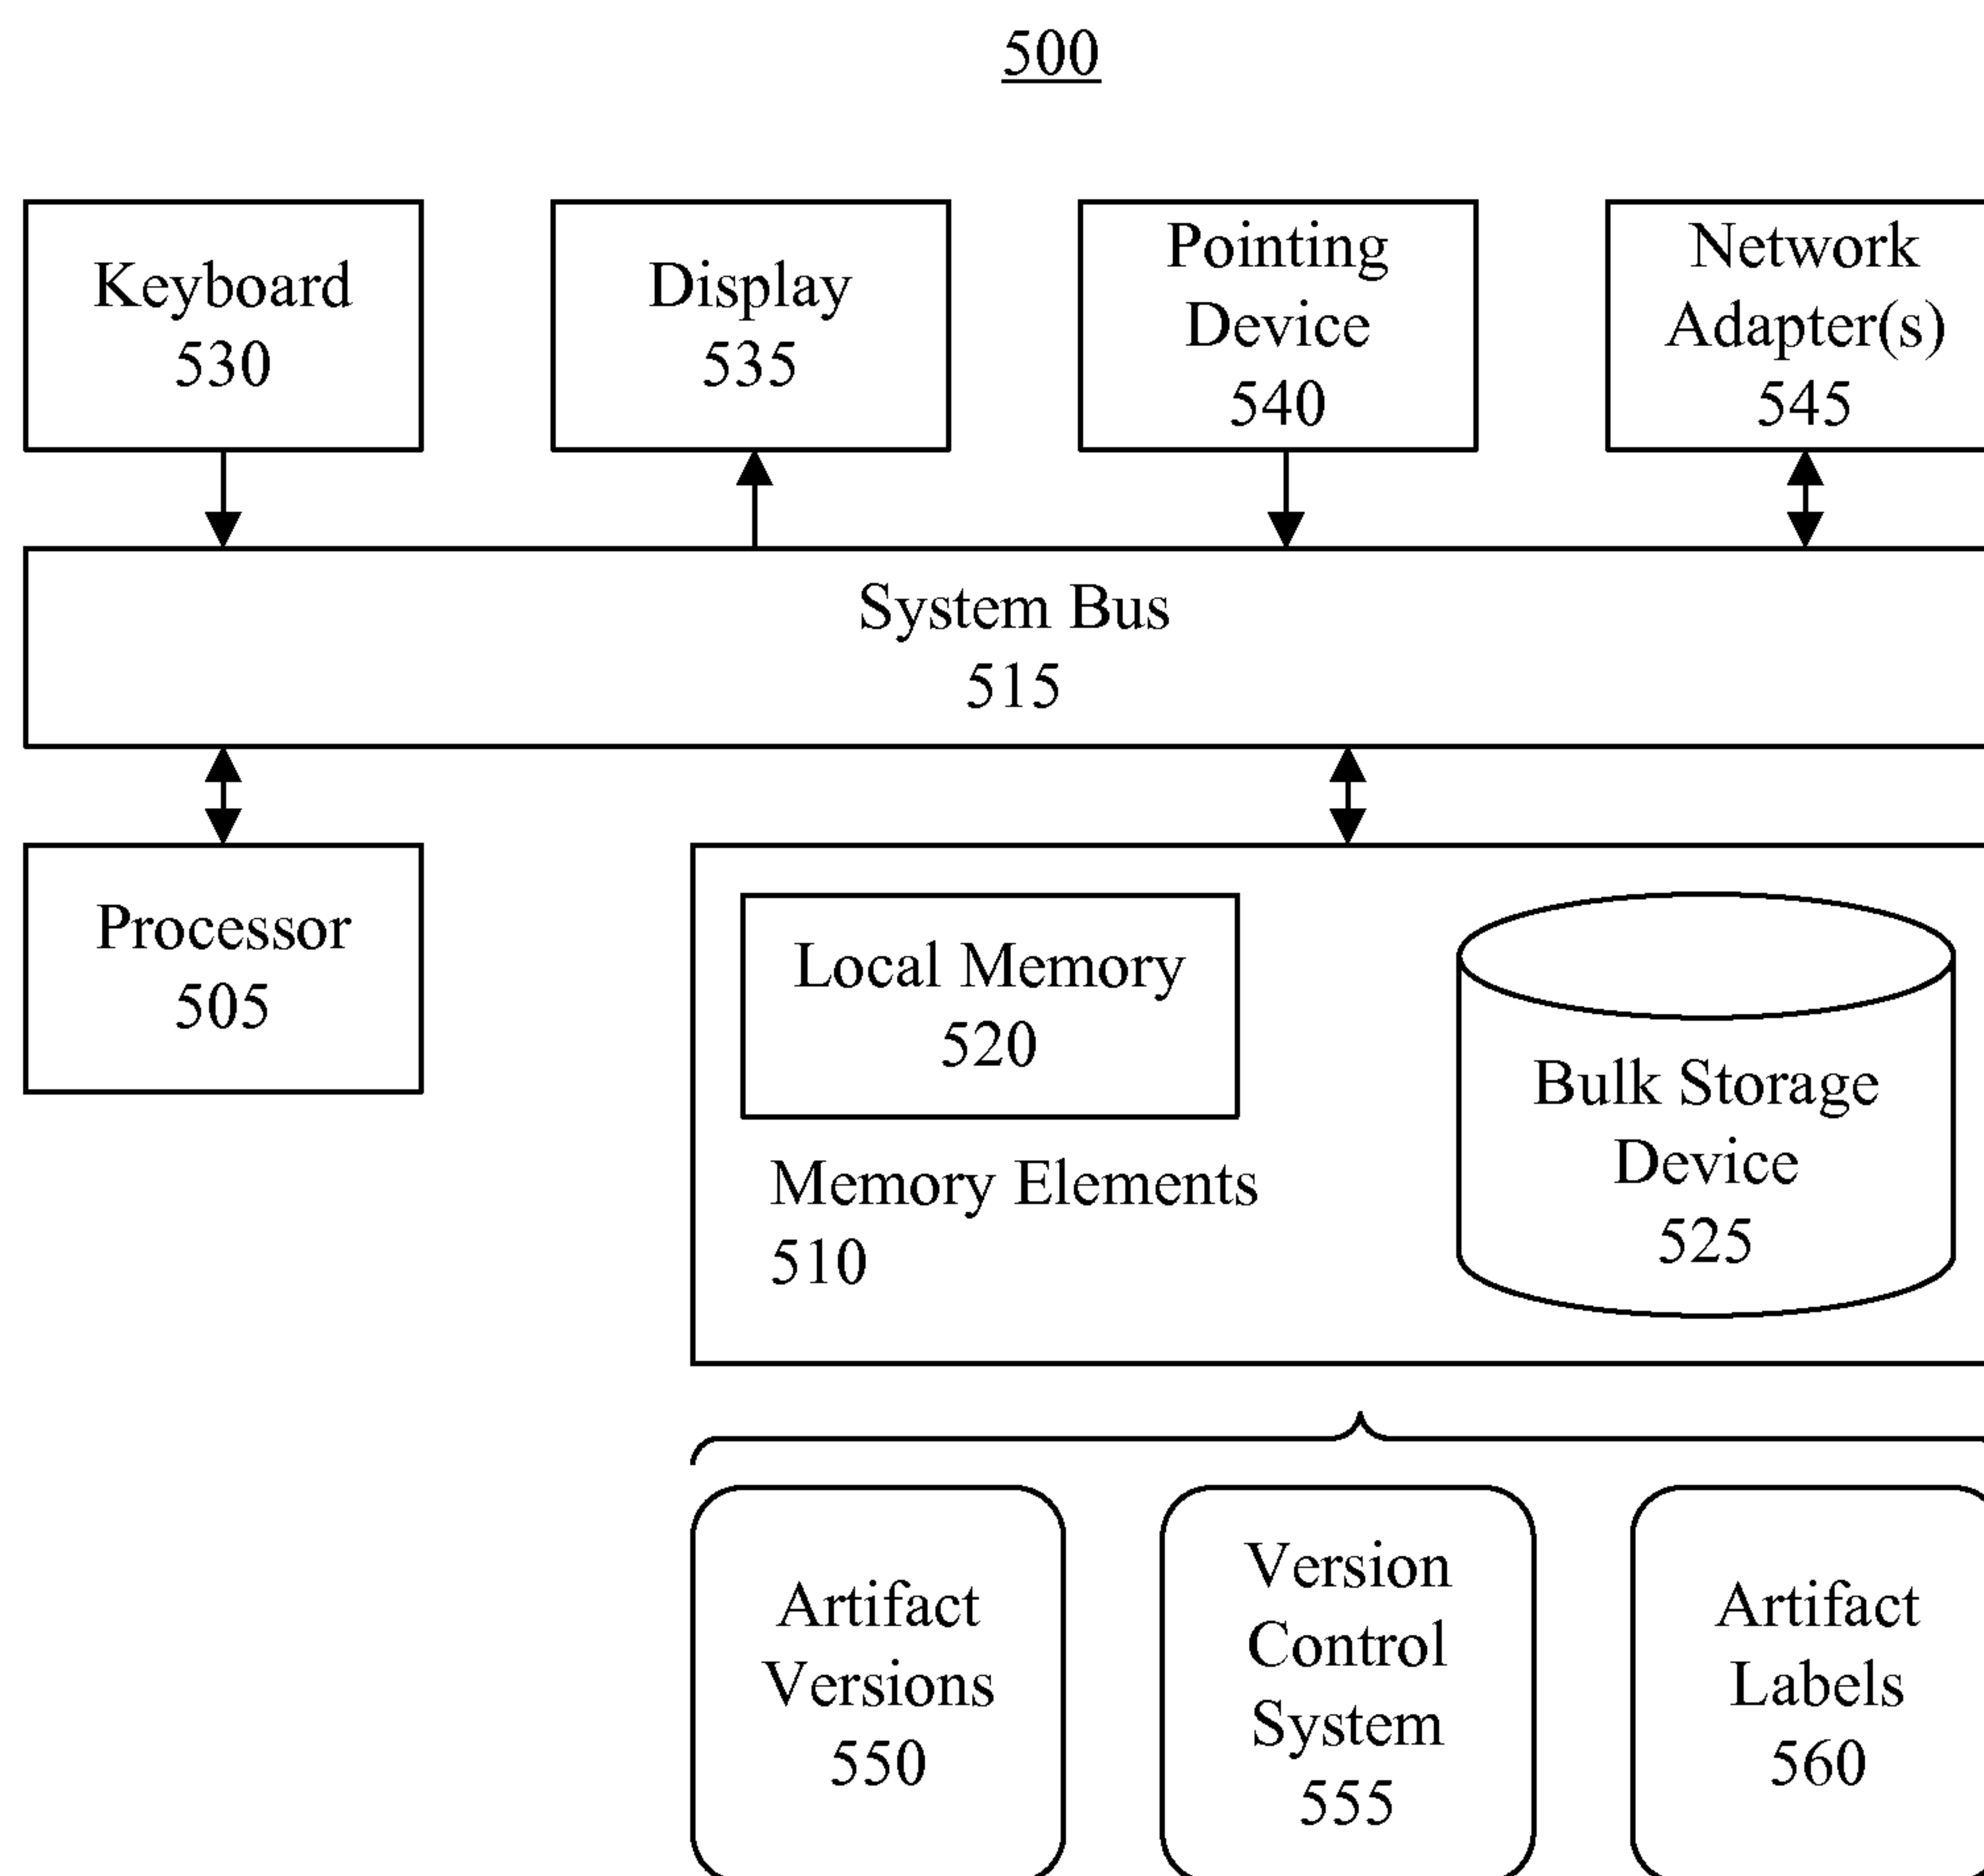 500
Keyboard
530
Display
535
Pointing
Device
540
Network
Adapter(s)
545
System Bus
515
Processor
505
Local Memory
520
Memory Elements
510
Bulk Storage
Device
525
Artifact
Versions
550
Version
Control
System
555
Artifact
Labels
560